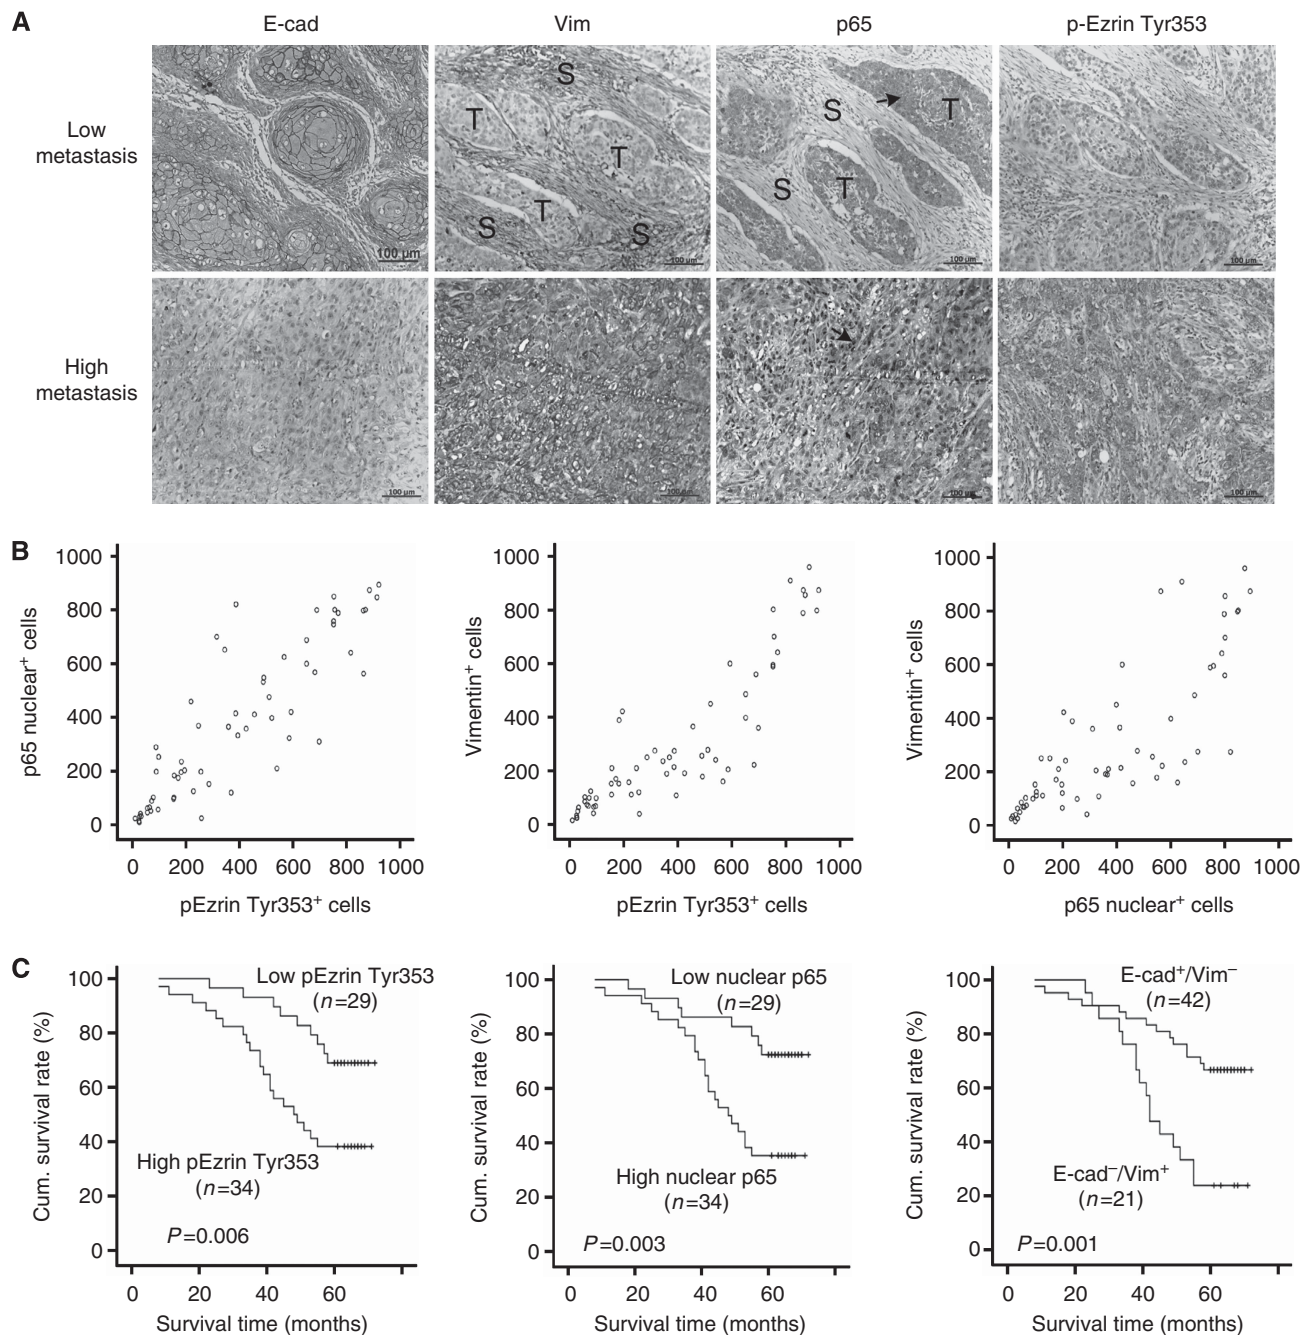 A
E-cad
Vim
p65
p-Ezrin Tyr353
Low
metastasis
S
T
T
T
S
S
S
T
T
S
100 µm
100 µm
100 µm
100 µm
High
metastasis
100 µm
100 µm
100 µm
100 µm
B
p65 nuclear⁺ cells
1000
800
600
400
200
0
0 200 400 600 800 1000
pEzrin Tyr353⁺ cells
Vimentin⁺ cells
1000
800
600
400
200
0
0 200 400 600 800 1000
pEzrin Tyr353⁺ cells
Vimentin⁺ cells
1000
800
600
400
200
0
0 200 400 600 800 1000
p65 nuclear⁺ cells
C
Cum. survival rate (%)
100
80
60
40
20
0
Low pEzrin Tyr353
(n=29)
High pEzrin Tyr353
(n=34)
P=0.006
0 20 40 60
Survival time (months)
Cum. survival rate (%)
100
80
60
40
20
0
Low nuclear p65
(n=29)
High nuclear p65
(n=34)
P=0.003
0 20 40 60
Survival time (months)
Cum. survival rate (%)
100
80
60
40
20
0
E-cad⁺/Vim⁻
(n=42)
E-cad⁻/Vim⁺
(n=21)
P=0.001
0 20 40 60
Survival time (months)